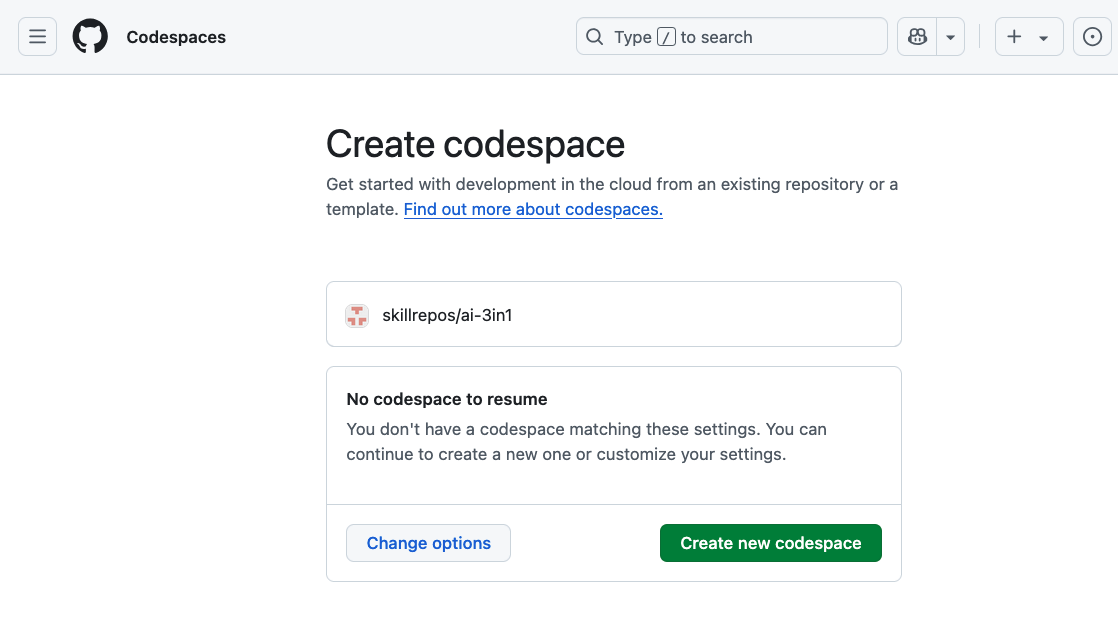 Codespaces
Type / to search
Create codespace
Get started with development in the cloud from an existing repository or a
template. Find out more about codespaces.
skillrepos/ai-3in1
No codespace to resume
You don't have a codespace matching these settings. You can
continue to create a new one or customize your settings.
Change options
Create new codespace